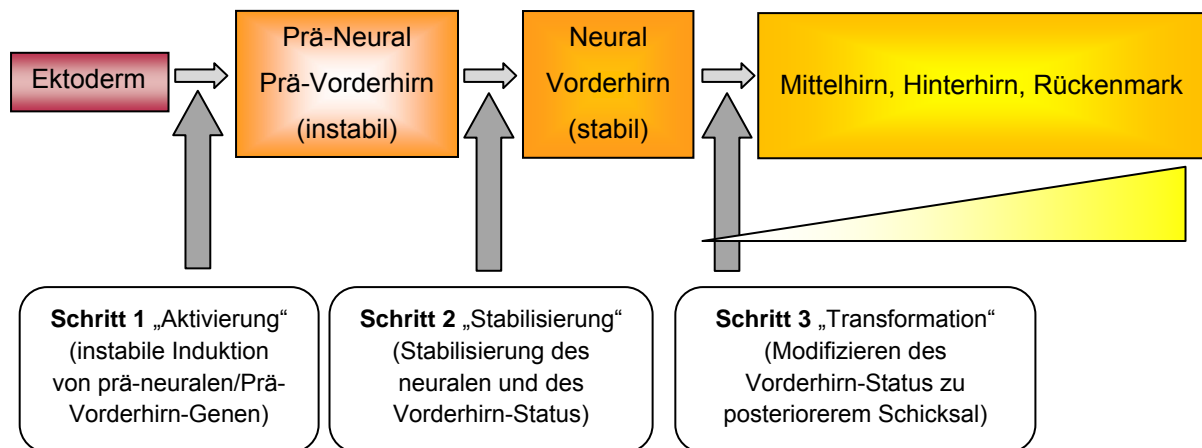 Ektoderm
Prä-Neural
Prä-Vorderhirn
(instabil)
Neural
Vorderhirn
(stabil)
Mittelhirn, Hinterhirn, Rückenmark
Schritt 1 „Aktivierung“
(instabile Induktion
von prä-neuralen/Prä-
Vorderhirn-Genen)
Schritt 2 „Stabilisierung“
(Stabilisierung des
neuralen und des
Vorderhirn-Status)
Schritt 3 „Transformation“
(Modifizieren des
Vorderhirn-Status zu
posteriorerem Schicksal)